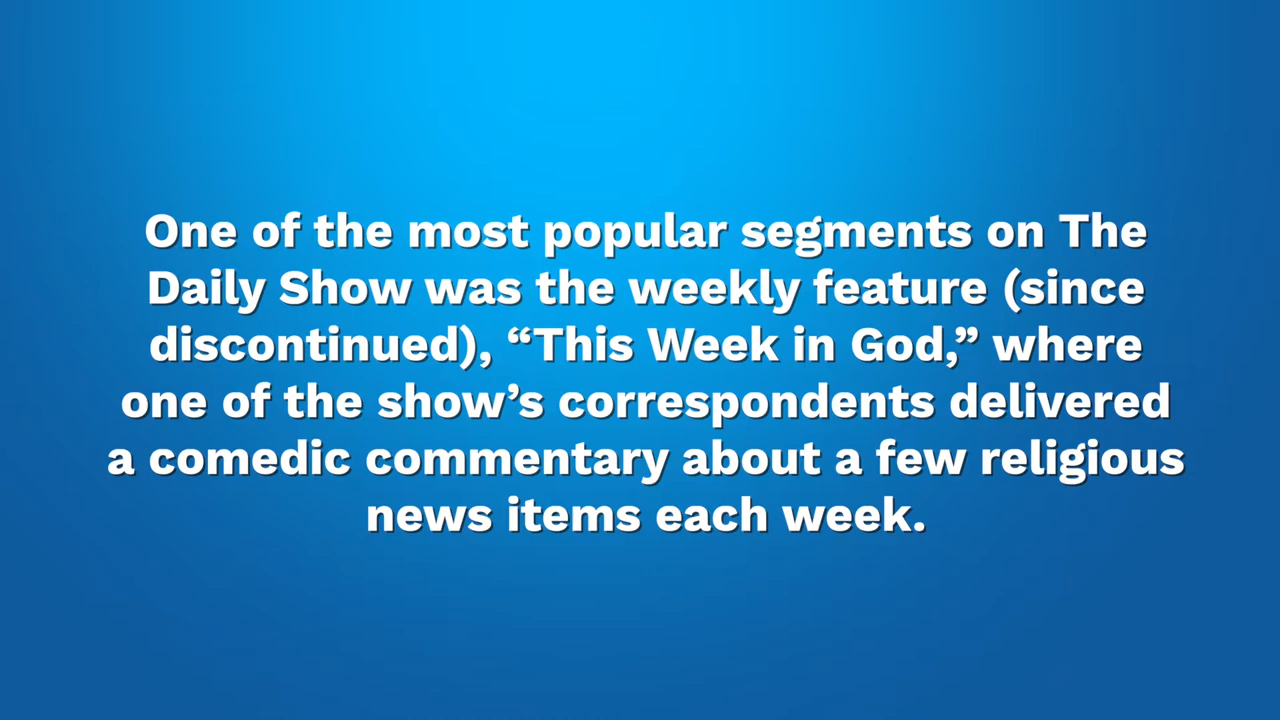 One of the most popular segments on The
Daily Show was the weekly feature (since
discontinued), “This Week in God,” where
one of the show’s correspondents delivered
a comedic commentary about a few religious
news items each week.